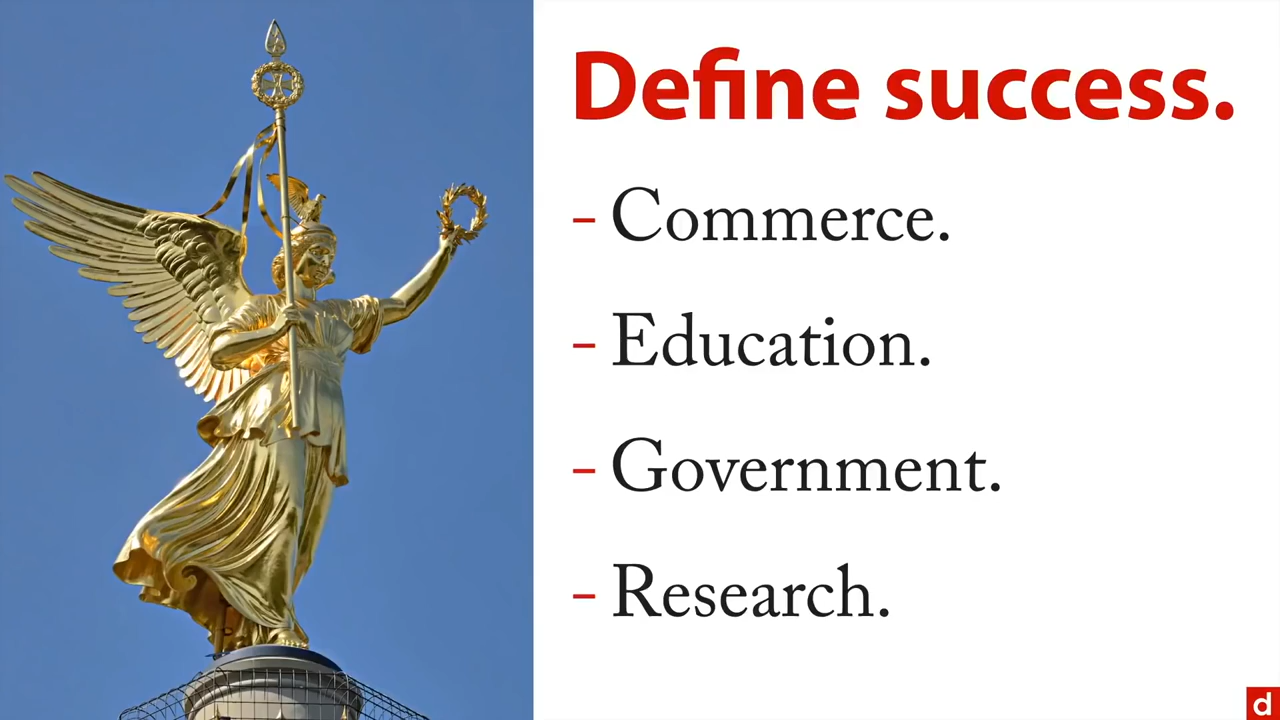 Define success.
– Commerce.
– Education.
– Government.
– Research.
d